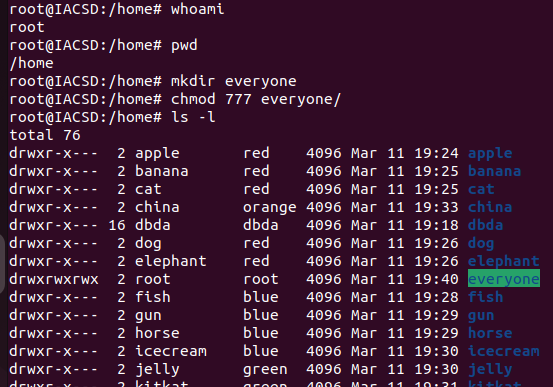 root@IACSD:/home# whoami
root
root@IACSD:/home# pwd
/home
root@IACSD:/home# mkdir everyone
root@IACSD:/home# chmod 777 everyone/
root@IACSD:/home# ls -l
total 76
drwxr-x---  2 apple     red    4096 Mar 11 19:24 apple
drwxr-x---  2 banana    red    4096 Mar 11 19:25 banana
drwxr-x---  2 cat       red    4096 Mar 11 19:25 cat
drwxr-x---  2 china     orange 4096 Mar 11 19:33 china
drwxr-x--- 16 dbda      dbda   4096 Mar 11 19:18 dbda
drwxr-x---  2 dog       red    4096 Mar 11 19:26 dog
drwxr-x---  2 elephant  red    4096 Mar 11 19:26 elephant
drwxrwxrwx  2 root      root   4096 Mar 11 19:40 everyone
drwxr-x---  2 fish      blue   4096 Mar 11 19:28 fish
drwxr-x---  2 gun       blue   4096 Mar 11 19:29 gun
drwxr-x---  2 horse     blue   4096 Mar 11 19:29 horse
drwxr-x---  2 icecream  blue   4096 Mar 11 19:30 icecream
drwxr-x---  2 jelly     green  4096 Mar 11 19:30 jelly
drwxr-x---  2 kitkat    green  4096 Mar 11 19:31 kitkat